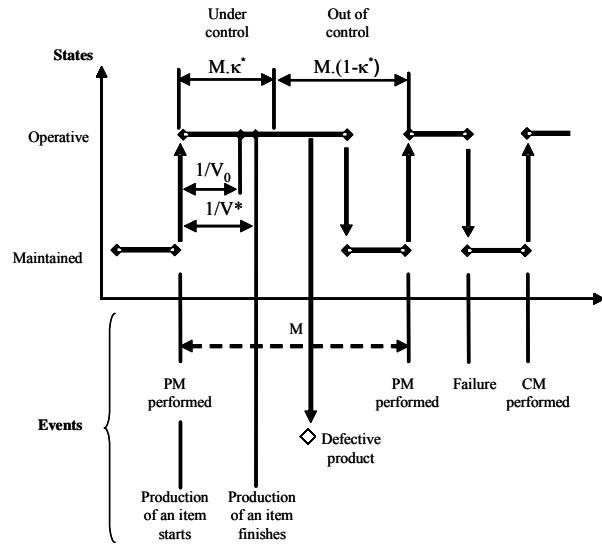 Under
control
Out of
control
States
M.κ*
M.(1-κ*)
Operative
1/V0
1/V*
Maintained
M
PM
performed
PM
performed
Failure
CM
performed
Events
Defective
product
Production
of an item
starts
Production
of an item
finishes